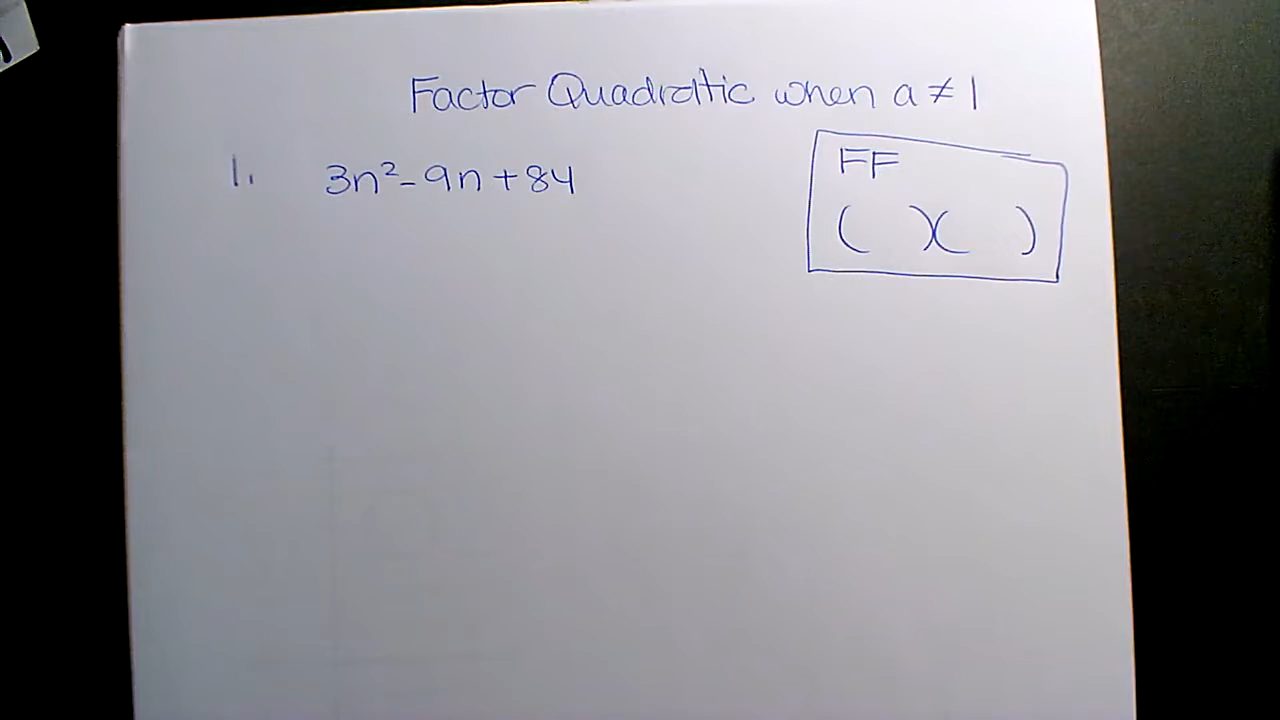 Factor Quadratic when a ≠ 1
1. 3n²-9n+84
FF
( )( )